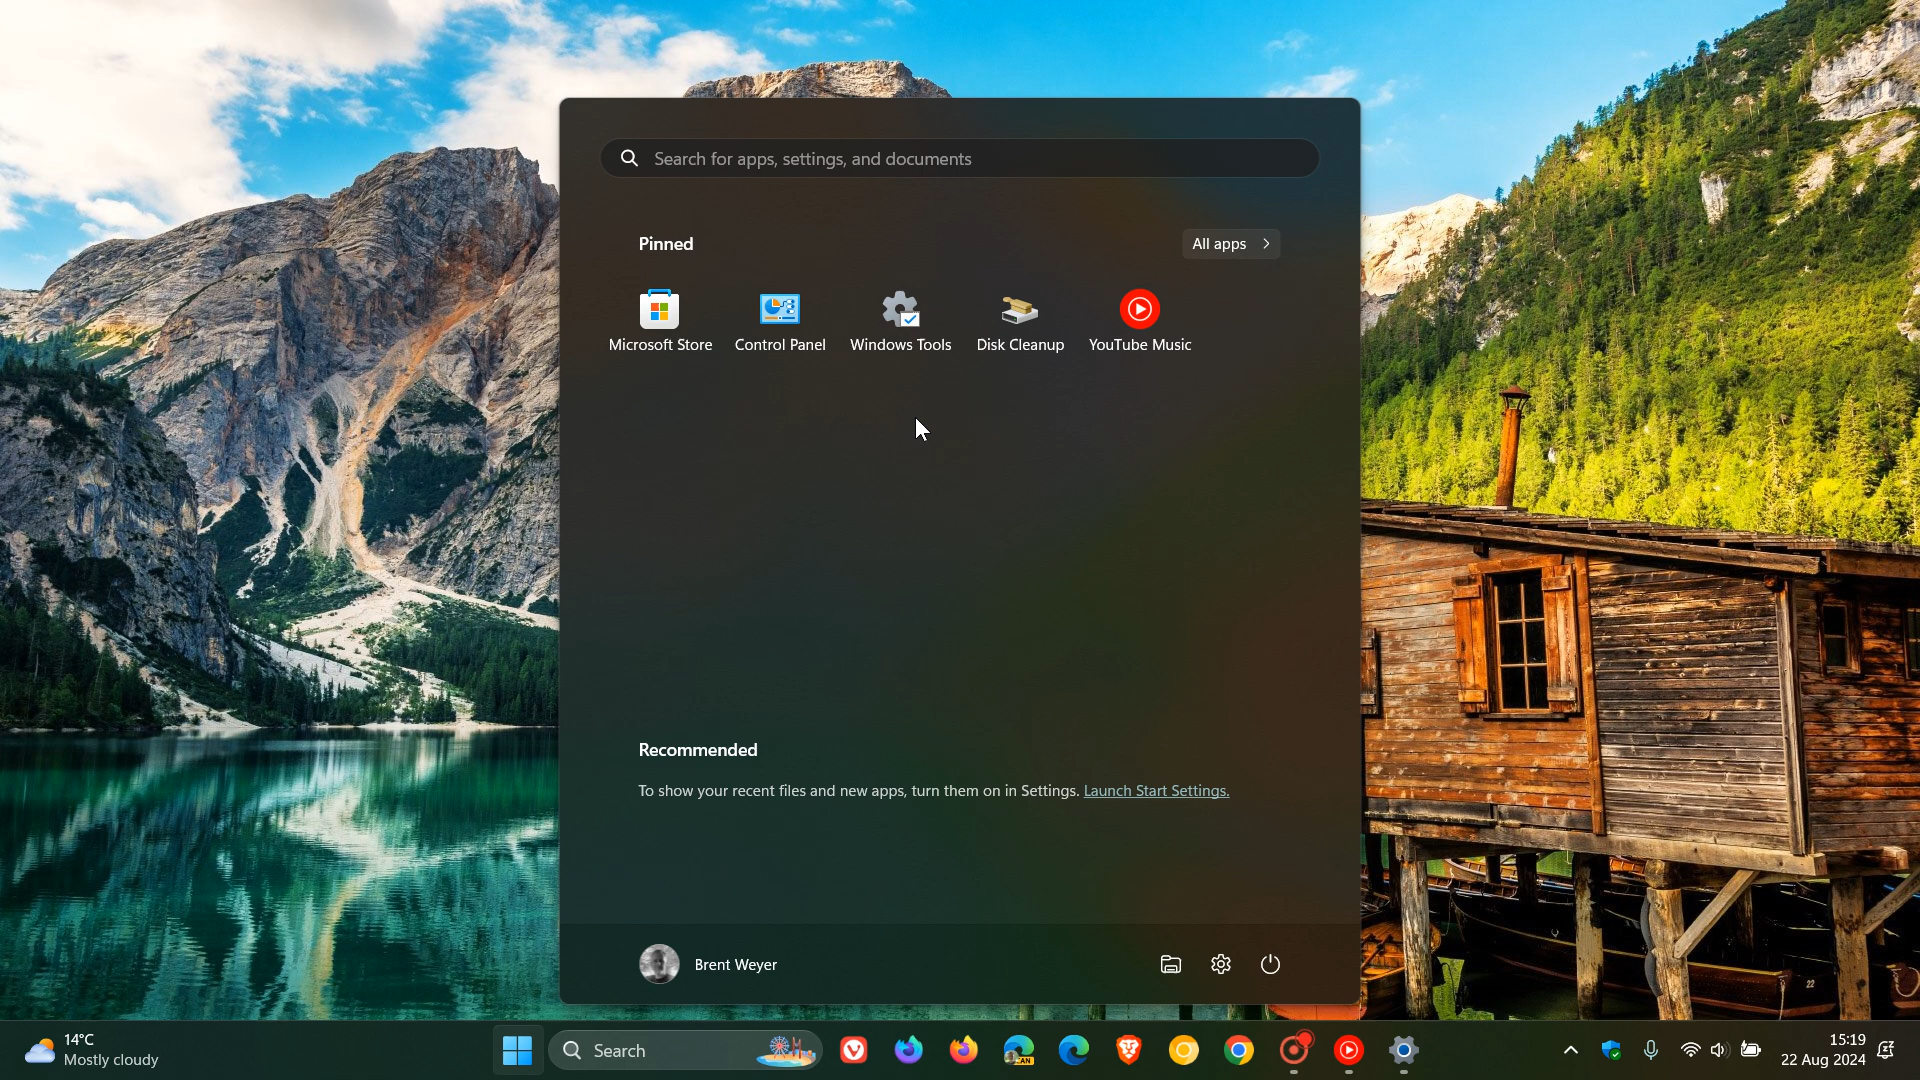 Search for apps, settings, and documents
Pinned
All apps
Microsoft Store
Control Panel
Windows Tools
Disk Cleanup
YouTube Music
Recommended
To show your recent files and new apps, turn them on in Settings. Launch Start Settings.
Brent Weyer
14°C
Mostly cloudy
Search
CAN
15:19
22 Aug 2024
22